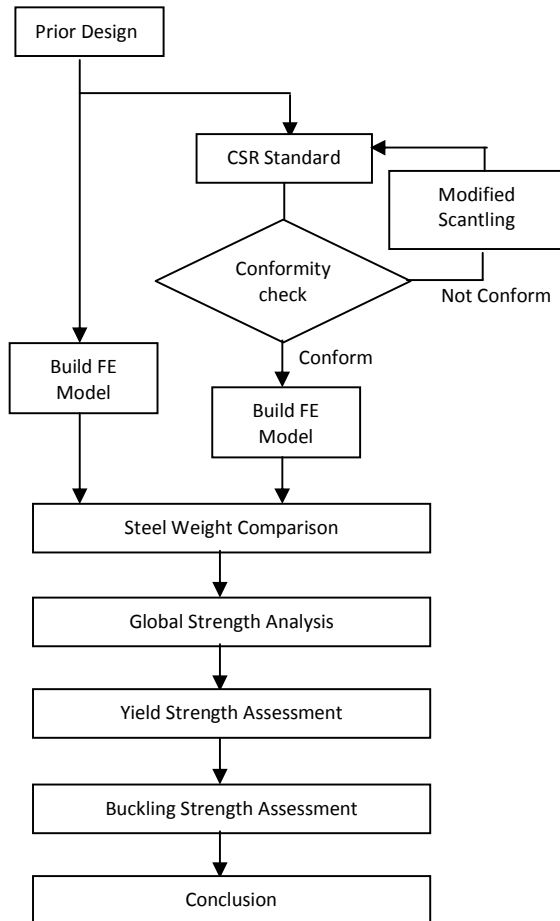 Prior Design
CSR Standard
Modified
Scantling
Conformity
check
Not Conform
Conform
Build FE
Model
Build FE
Model
Steel Weight Comparison
Global Strength Analysis
Yield Strength Assessment
Buckling Strength Assessment
Conclusion